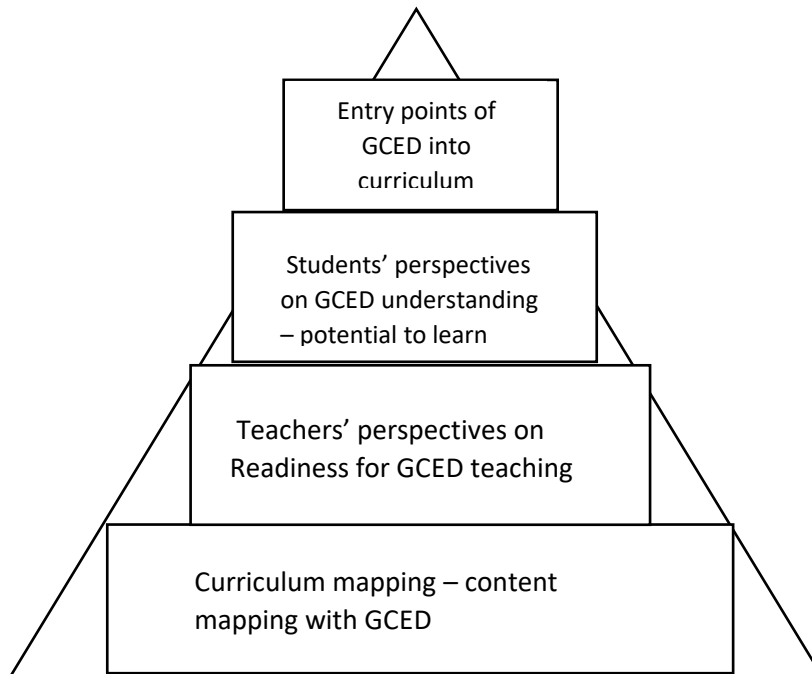 Entry points of
GCED into
curriculum
Students’ perspectives
on GCED understanding
– potential to learn
Teachers’ perspectives on
Readiness for GCED teaching
Curriculum mapping – content
mapping with GCED